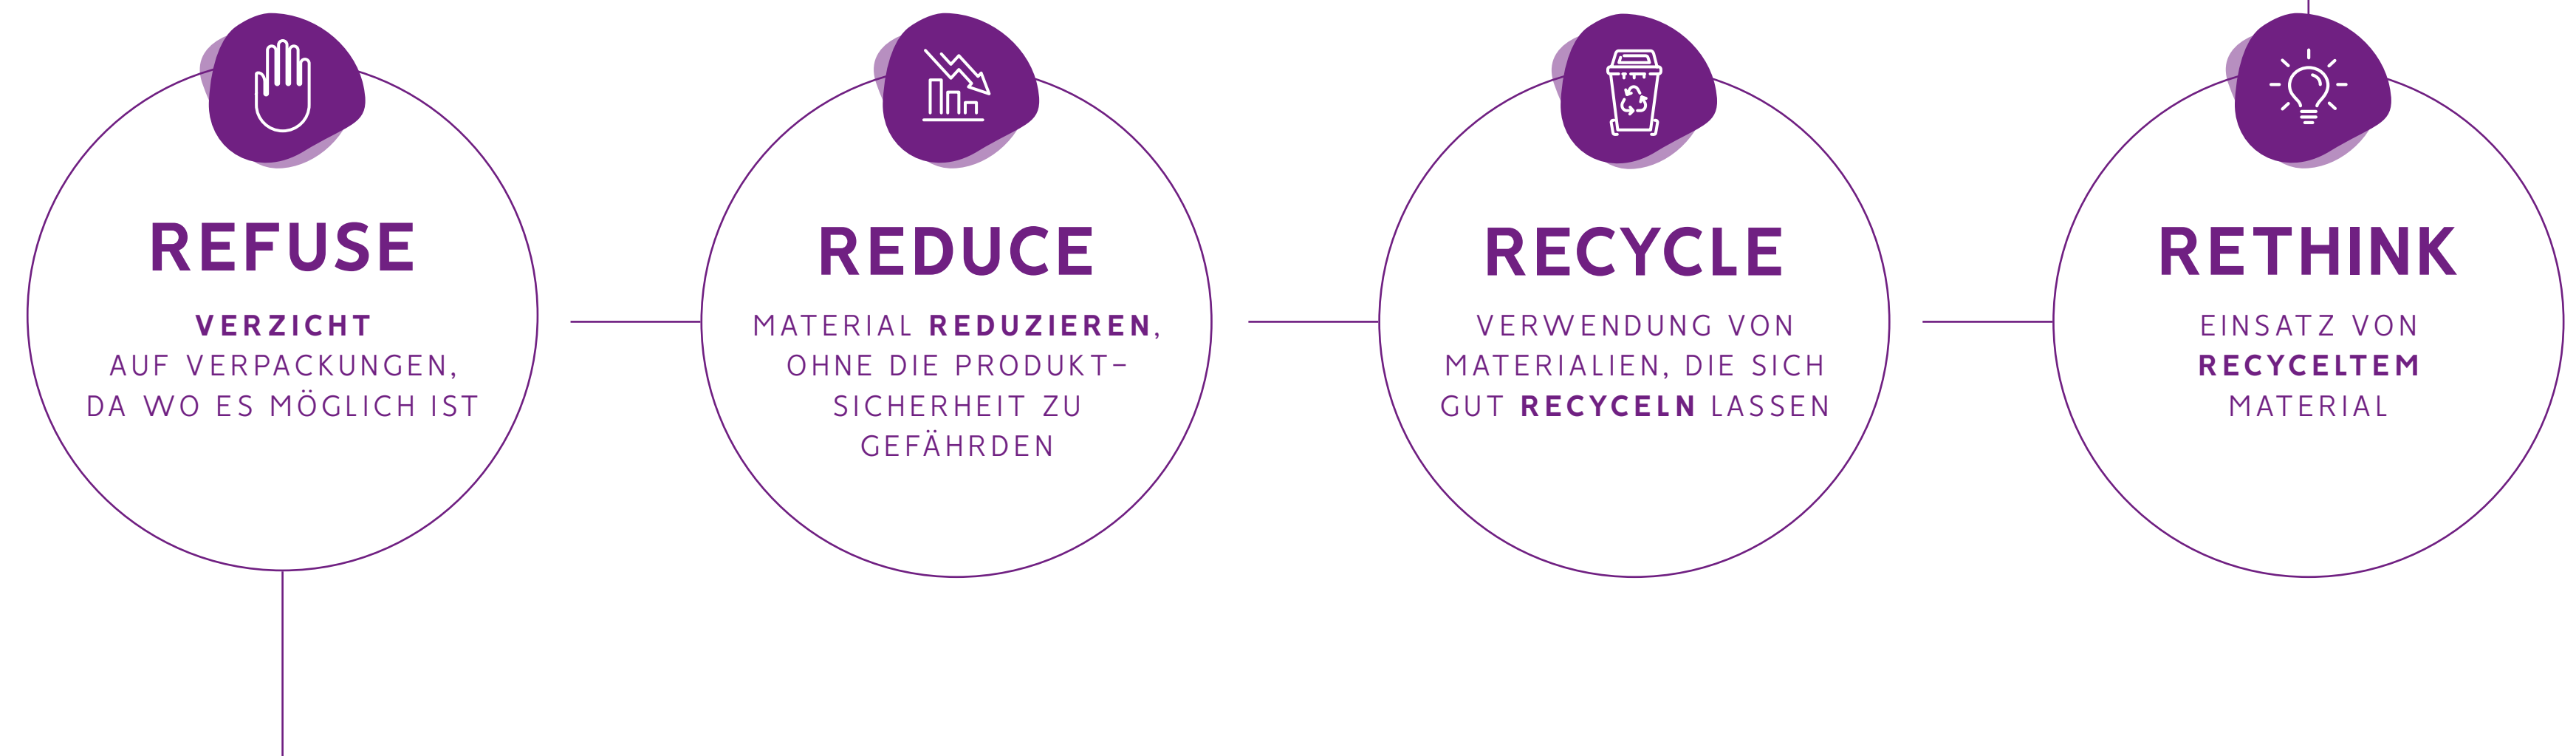 REFUSE
VERZICHT
AUF VERPACKUNGEN,
DA WO ES MÖGLICH IST
REDUCE
MATERIAL REDUZIEREN,
OHNE DIE PRODUKT-
SICHERHEIT ZU
GEFÄHRDEN
RECYCLE
VERWENDUNG VON
MATERIALIEN, DIE SICH
GUT RECYCELN LASSEN
RETHINK
EINSATZ VON
RECYCELTEM
MATERIAL